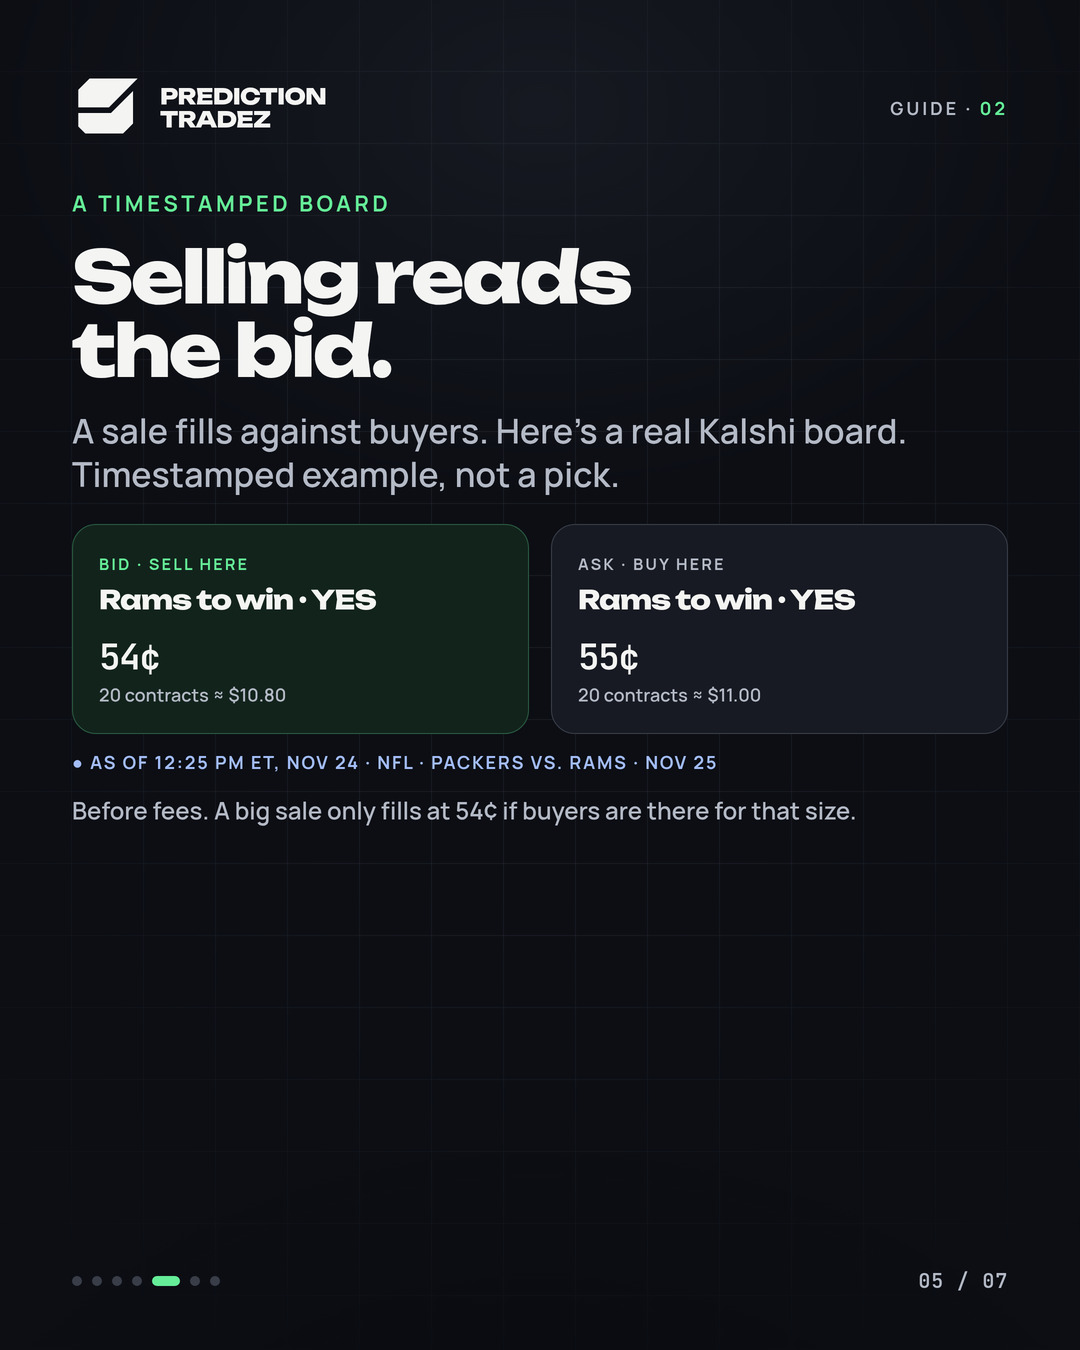 PREDICTION
TRADEZ
GUIDE · 02
A TIMESTAMPED BOARD
Selling reads
the bid.
A sale fills against buyers. Here’s a real Kalshi board.
Timestamped example, not a pick.
BID · SELL HERE
Rams to win · YES
54¢
20 contracts ≈ $10.80
ASK · BUY HERE
Rams to win · YES
55¢
20 contracts ≈ $11.00
● AS OF 12:25 PM ET, NOV 24 · NFL · PACKERS VS. RAMS · NOV 25
Before fees. A big sale only fills at 54¢ if buyers are there for that size.
05 / 07